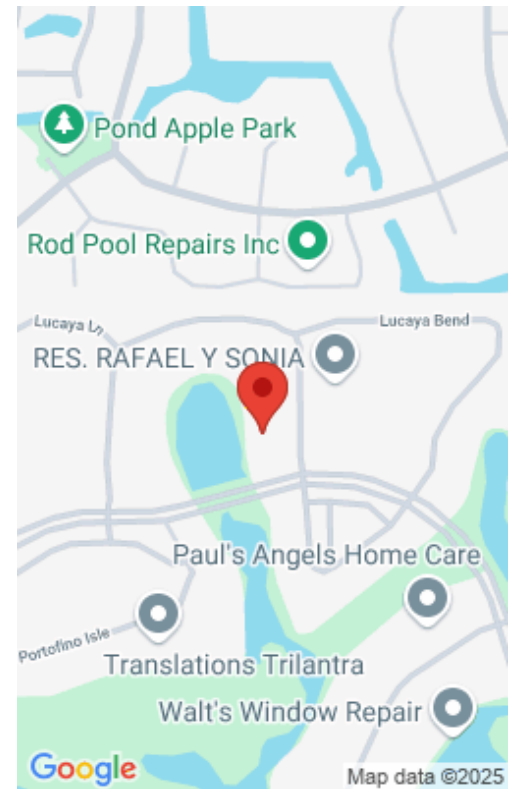 Pond Apple Park
Rod Pool Repairs Inc
Lucaya Ln
Lucaya Bend
RES. RAFAEL Y SONIA
Paul's Angels Home Care
Portofino Isle
Translations Trilantra
Walt's Window Repair
Google
Map data ©2025